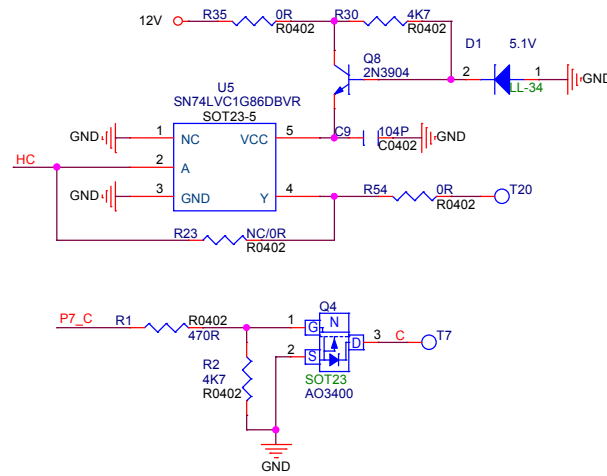 12V
R35
0R
R0402
R30
4K7
R0402
D1
5.1V
2
1
GND
LL-34
Q8
2N3904
U5
SN74LVC1G86DBVR
SOT23-5
GND
1
NC
VCC
5
C9
104P
C0402
GND
HC
2
A
GND
3
GND
Y
4
R54
0R
R0402
T20
R23
NC/0R
R0402
P7_C
R1
R0402
470R
1
Q4
G
N
R2
4K7
R0402
2
S
D
3
C
T7
SOT23
AO3400
GND